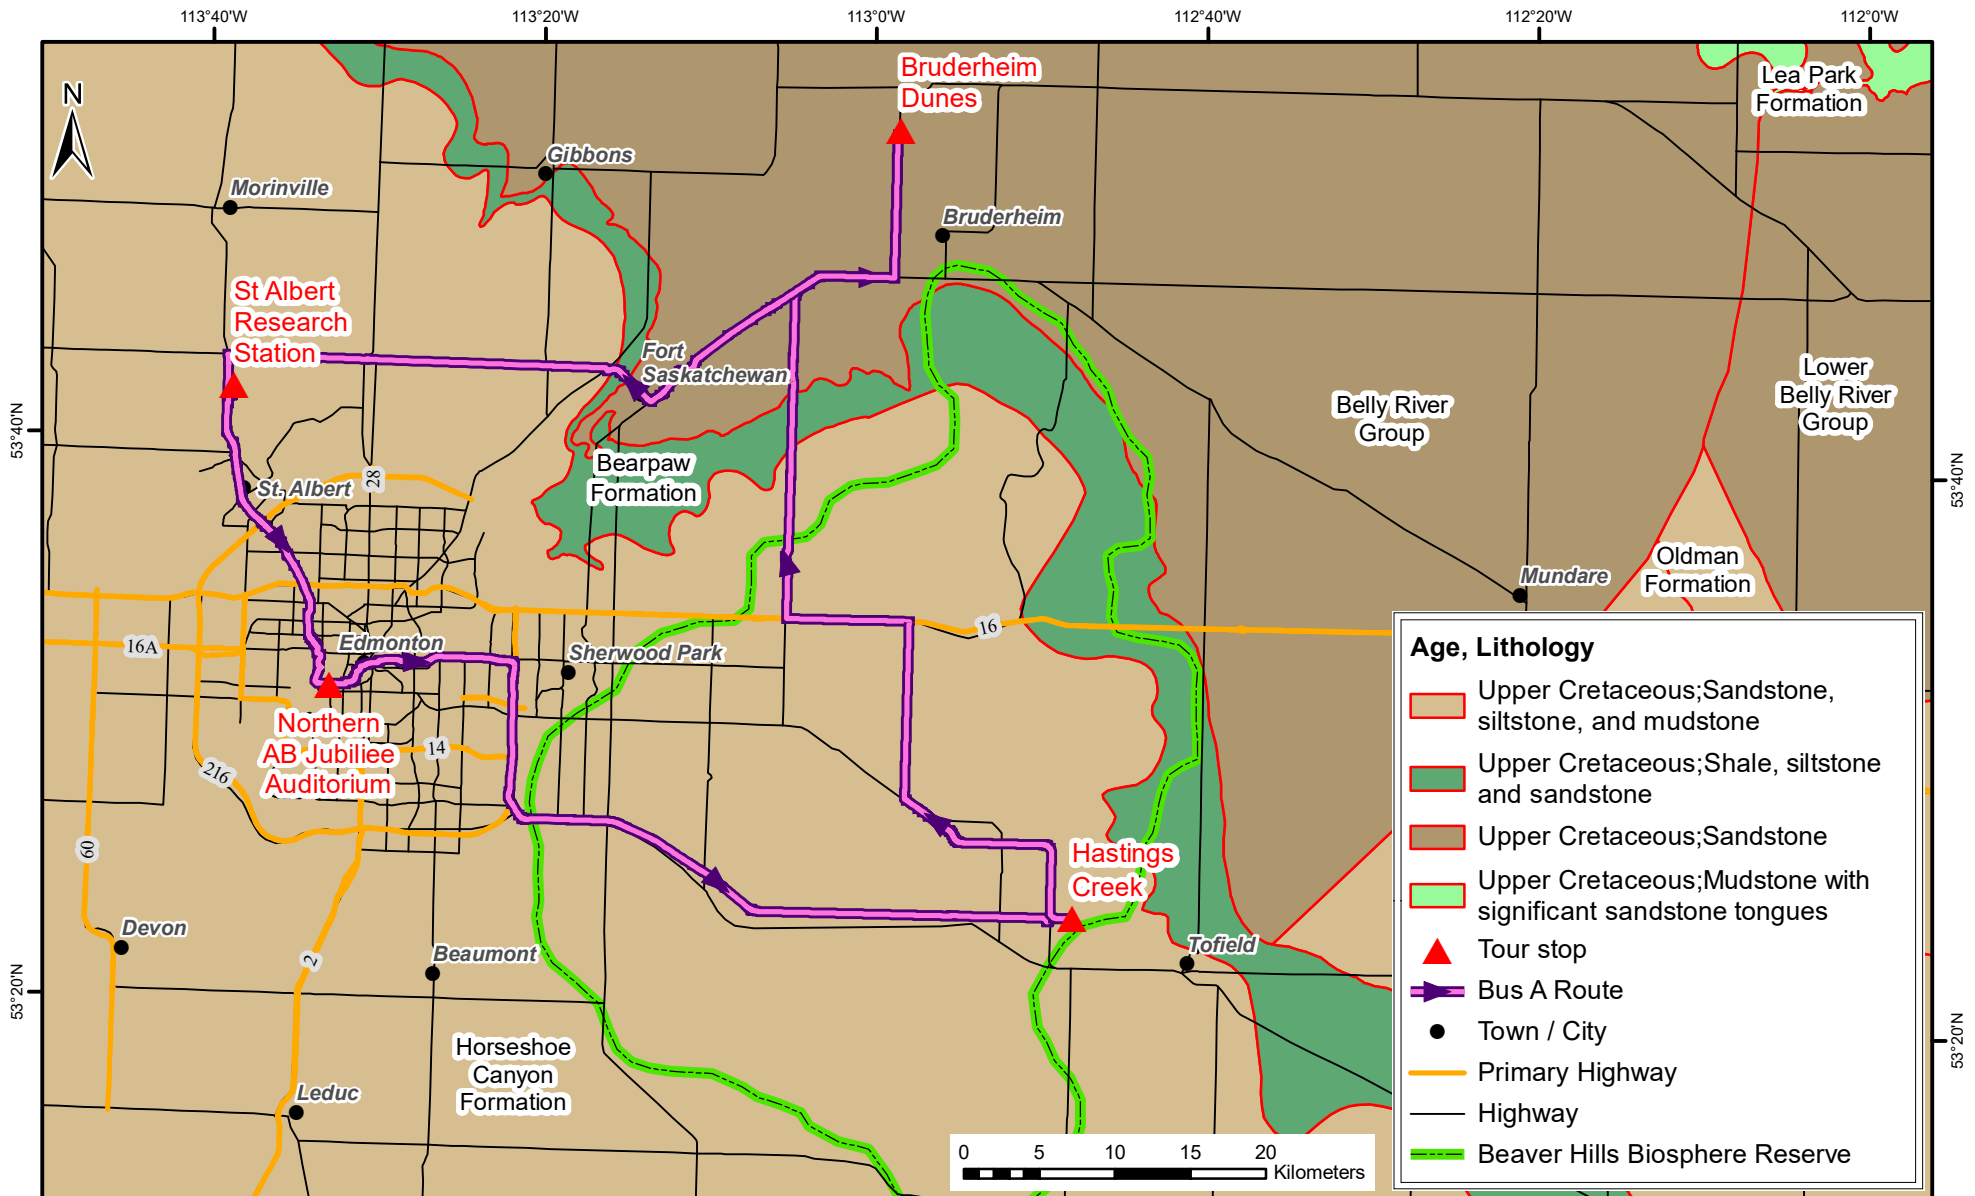 113°40'W
113°20'W
113°0'W
112°40'W
112°20'W
112°0'W
N
Bruderheim
Dunes
Lea Park
Formation
Gibbons
Morinville
Bruderheim
St Albert
Research
Station
Fort
Saskatchewan
Lower
Belly River
Group
Belly River
Group
53°40'N
53°40'N
Bearpaw
Formation
28
St. Albert
Oldman
Formation
Mundare
16
16A
Edmonton
Sherwood Park
Northern
AB Jubiliee
Auditorium
14
216
60
Hastings
Creek
Devon
2
Beaumont
Tofield
53°20'N
53°20'N
Horseshoe
Canyon
Formation
Leduc
Age, Lithology
Upper Cretaceous;Sandstone,
siltstone, and mudstone
Upper Cretaceous;Shale, siltstone
and sandstone
Upper Cretaceous;Sandstone
Upper Cretaceous;Mudstone with
significant sandstone tongues
Tour stop
Bus A Route
Town / City
Primary Highway
Highway
Beaver Hills Biosphere Reserve
0 5 10 15 20
Kilometers